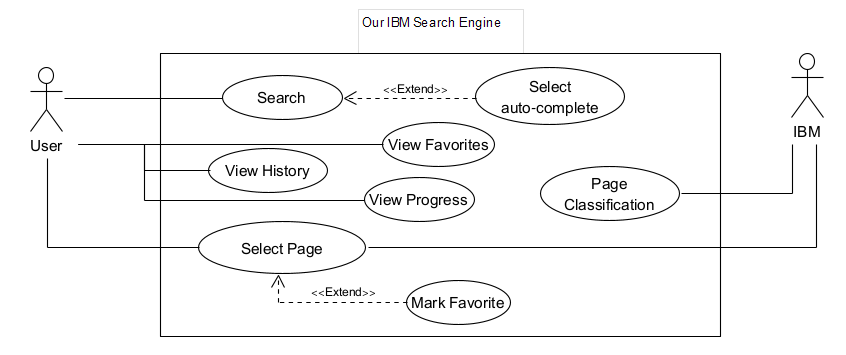 Our IBM Search Engine
Search
<<Extend>>
Select
auto-complete
User
IBM
View Favorites
View History
View Progress
Page
Classification
Select Page
<<Extend>>
Mark Favorite